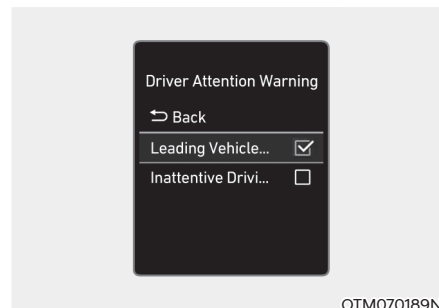 Driver Attention Warning
Back
Leading Vehicle...
Inattentive Drivi...
OTM070189N